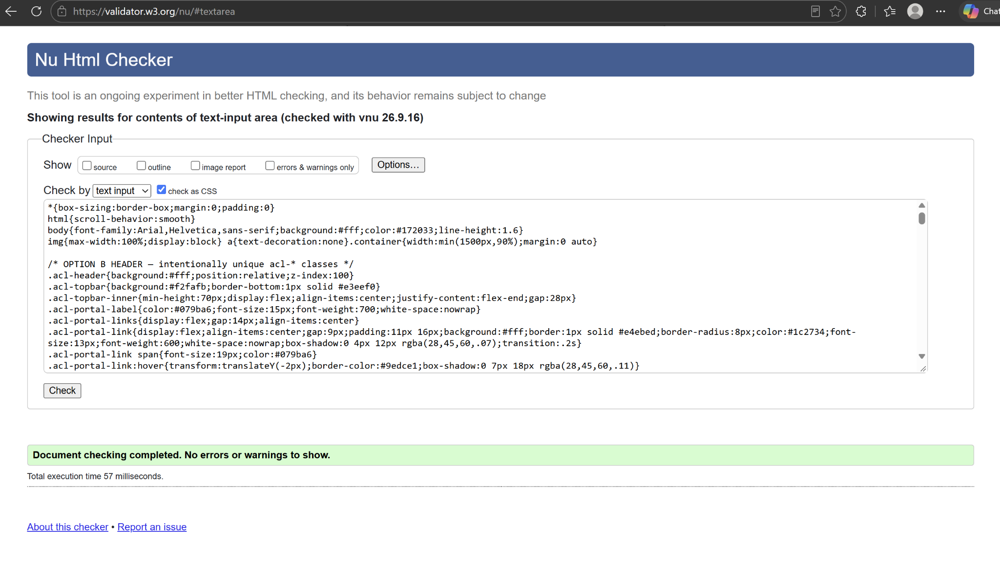 https://validator.w3.org/nu/#textarea
Chat
Nu Html Checker
This tool is an ongoing experiment in better HTML checking, and its behavior remains subject to change
Showing results for contents of text-input area (checked with vnu 26.9.16)
Checker Input
Show source outline image report errors & warnings only Options...
Check by text input check as CSS
*{box-sizing:border-box;margin:0;padding:0}
html{scroll-behavior:smooth}
body{font-family:Arial,Helvetica,sans-serif;background:#fff;color:#172033;line-height:1.6}
img{max-width:100%;display:block} a{text-decoration:none}.container{width:min(1500px,90%);margin:0 auto}
/* OPTION B HEADER — intentionally unique acl-* classes */
.acl-header{background:#fff;position:relative;z-index:100}
.acl-topbar{background:#f2fafb;border-bottom:1px solid #e3eef0}
.acl-topbar-inner{min-height:70px;display:flex;align-items:center;justify-content:flex-end;gap:28px}
.acl-portal-label{color:#079ba6;font-size:15px;font-weight:700;white-space:nowrap}
.acl-portal-links{display:flex;gap:14px;align-items:center}
.acl-portal-link{display:flex;align-items:center;gap:9px;padding:11px 16px;background:#fff;border:1px solid #e4ebed;border-radius:8px;color:#1c2734;font-
size:13px;font-weight:600;white-space:nowrap;box-shadow:0 4px 12px rgba(28,45,60,.07);transition:.2s}
.acl-portal-link span{font-size:19px;color:#079ba6}
.acl-portal-link:hover{transform:translateY(-2px);border-color:#9edce1;box-shadow:0 7px 18px rgba(28,45,60,.11)}
Check
Document checking completed. No errors or warnings to show.
Total execution time 57 milliseconds.
About this checker • Report an issue